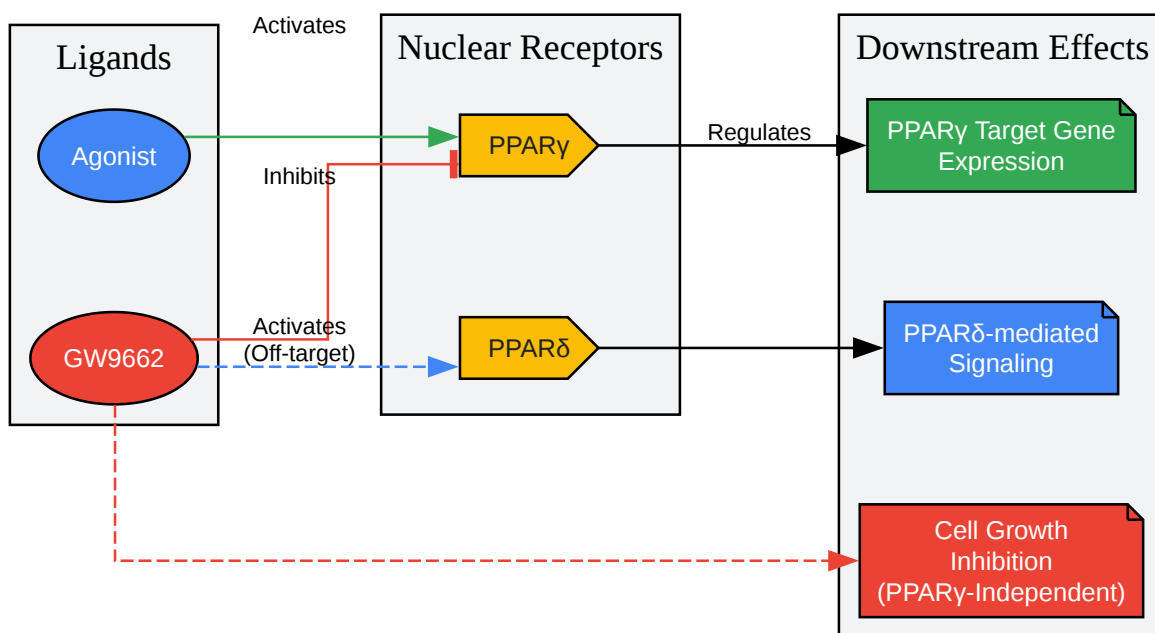 Activates
Ligands
Nuclear Receptors
Downstream Effects
Agonist
PPARγ
Regulates
PPARγ Target Gene
Expression
Inhibits
GW9662
Activates
(Off-target)
PPARδ
PPARδ-mediated
Signaling
Cell Growth
Inhibition
(PPARγ-Independent)